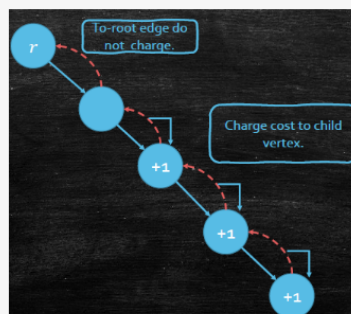 To-root edge do
not charge.
r
Charge cost to child
vertex.
+1
+1
+1